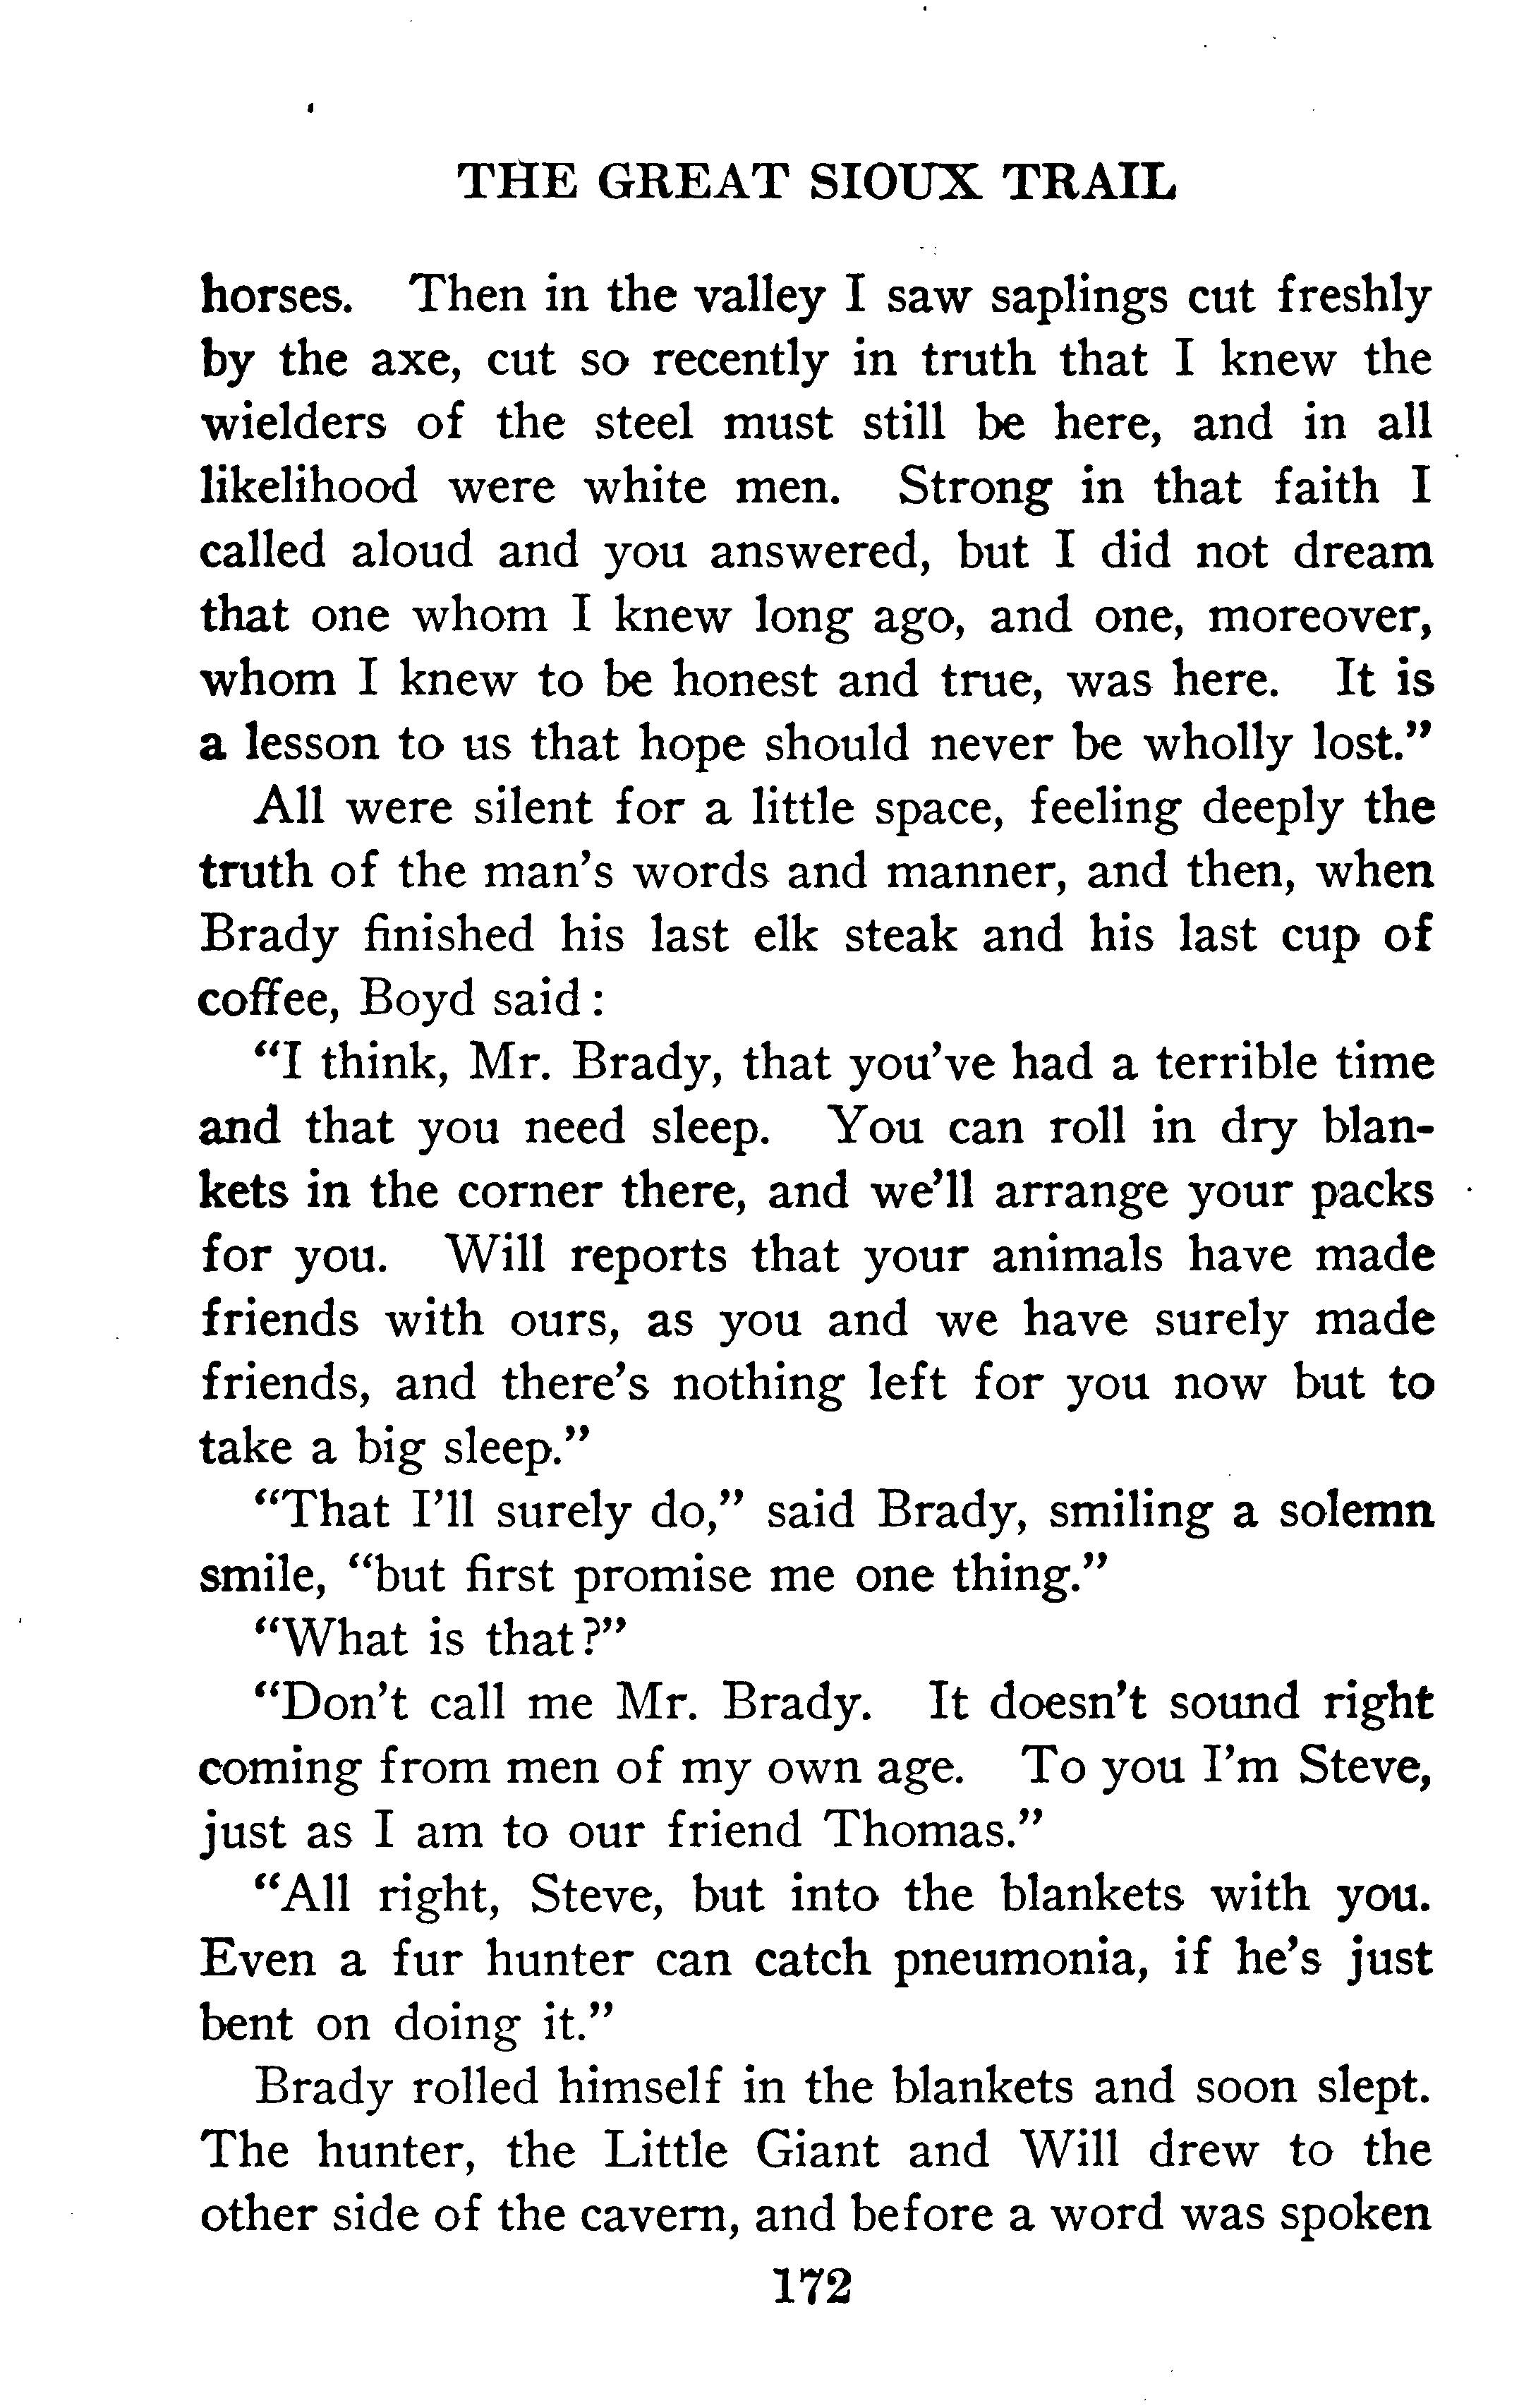 THE GREAT SIOUX TRAIL
horses. Then in the valley I saw saplings cut freshly
by the axe, cut so recently in truth that I knew the
wielders of the steel must still be here, and in all
likelihood were white men. Strong in that faith I
called aloud and you answered, but I did not dream
that one whom I knew long ago, and one, moreover,
whom I knew to be honest and true, was here. It is
a lesson to us that hope should never be wholly lost."
All were silent for a little space, feeling deeply the
truth of the man's words and manner, and then, when
Brady finished his last elk steak and his last cup of
coffee, Boyd said:
"I think, Mr. Brady, that you've had a terrible time
and that you need sleep. You can roll in dry blan-
kets in the corner there, and we'll arrange your packs
for you. Will reports that your animals have made
friends with ours, as you and we have surely made
friends, and there's nothing left for you now but to
take a big sleep."
"That I'll surely do," said Brady, smiling a solemn
smile, "but first promise me one thing."
"What is that?"
"Don't call me Mr. Brady. It doesn't sound right
coming from men of my own age. To you I'm Steve,
just as I am to our friend Thomas."
"All right, Steve, but into the blankets with you.
Even a fur hunter can catch pneumonia, if he's just
bent on doing it."
Brady rolled himself in the blankets and soon slept.
The hunter, the Little Giant and Will drew to the
other side of the cavern, and before a word was spoken
172